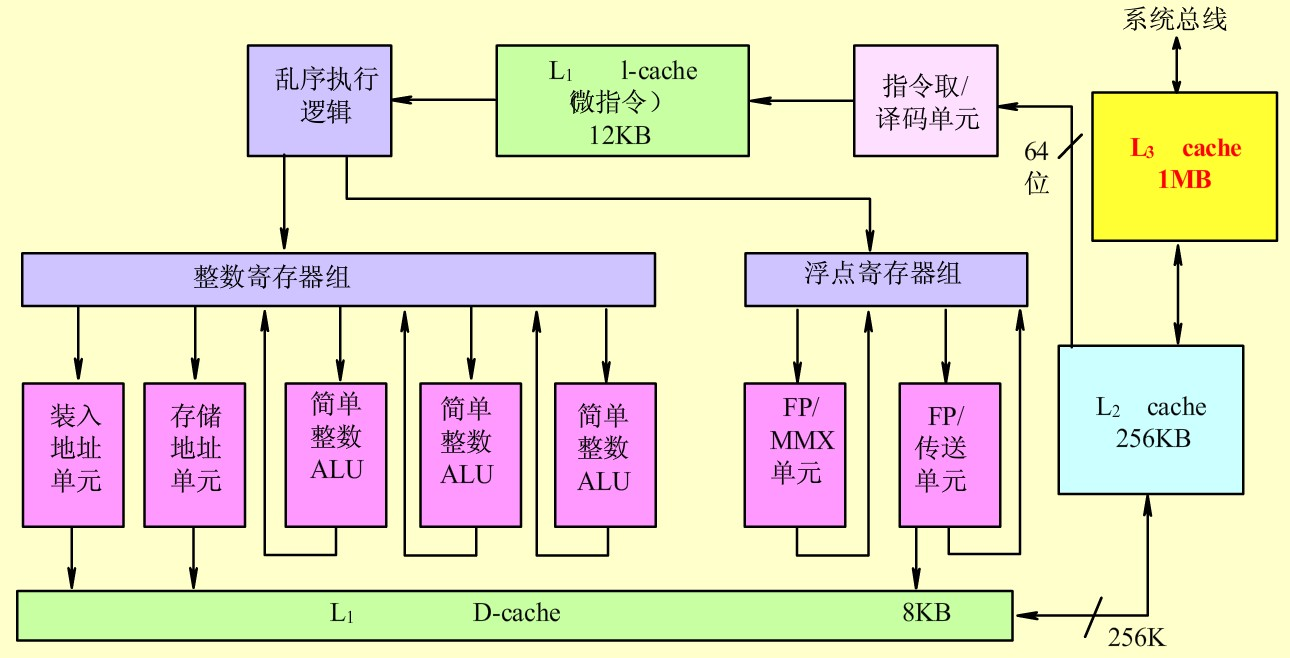 系统总线
乱序执行
逻辑
L1 l-cache
(微指令）
12KB
指令取/
译码单元
64
位
L3 cache
1MB
整数寄存器组
浮点寄存器组
装入
地址
单元
存储
地址
单元
简单
整数
ALU
简单
整数
ALU
简单
整数
ALU
FP/
MMX
单元
FP/
传送
单元
L2 cache
256KB
L1 D-cache 8KB
256K